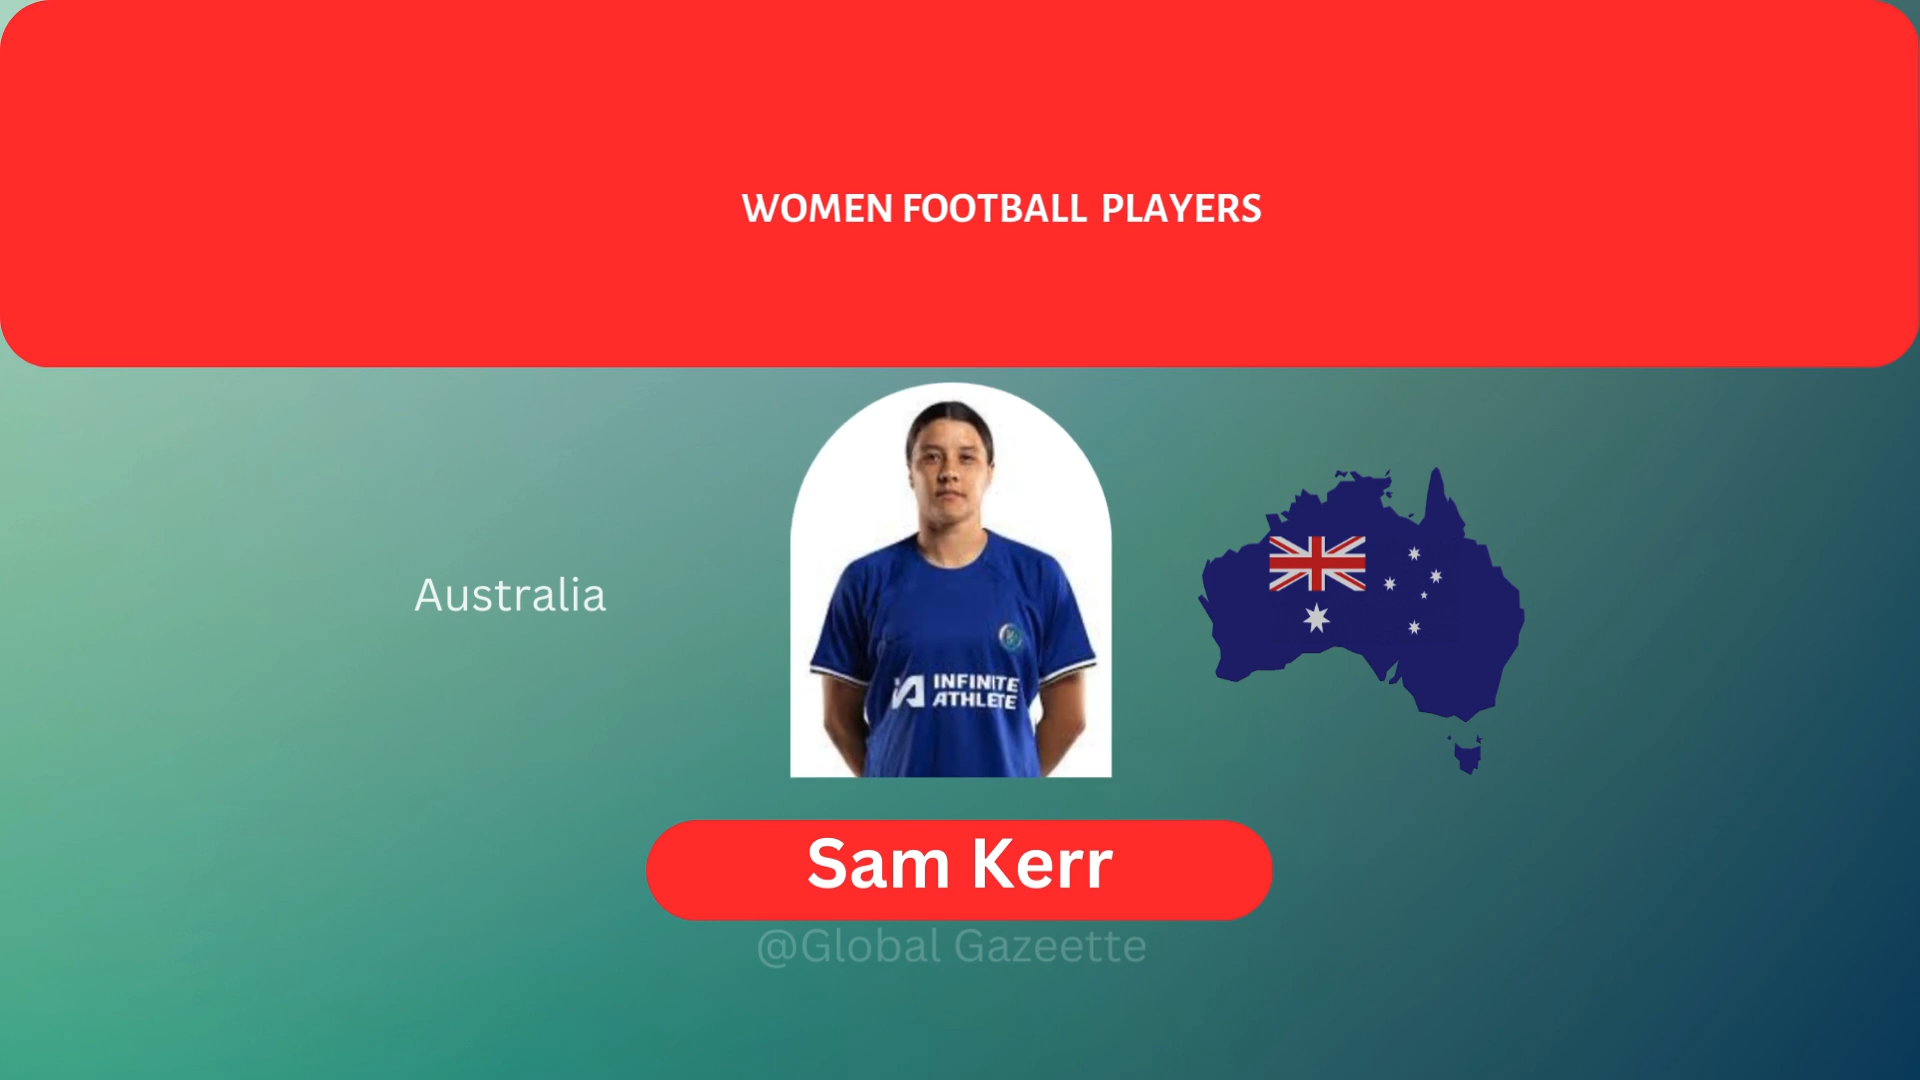 WOMEN FOOTBALL PLAYERS
Australia
INFINITE
ATHLETE
Sam Kerr
@Global Gazeette